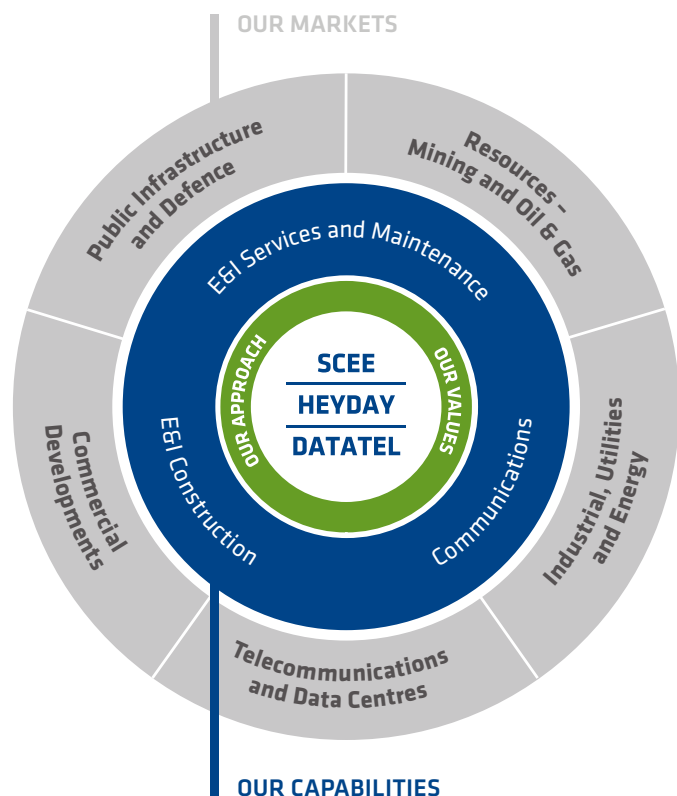 OUR MARKETS
Public Infrastructure
and Defence
Resources –
Mining and Oil & Gas
E&I Services and Maintenance
OUR APPROACH
SCEE
HEYDAY
DATATEL
OUR VALUES
Commercial
Developments
E&I Construction
Communications
Industrial, Utilities
and Energy
Telecommunications
and Data Centres
OUR CAPABILITIES